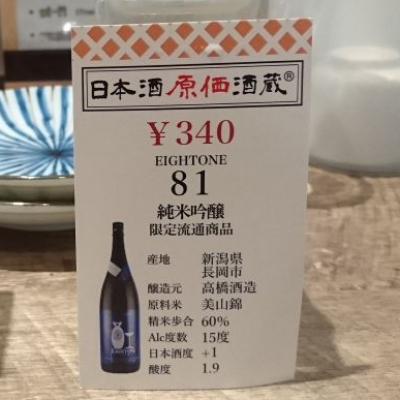 日本酒原価酒蔵®
￥340
EIGHTONE
81
純米吟醸
限定流通商品
産地 新潟県
長岡市
醸造元 高橋酒造
原料米 美山錦
精米歩合 60%
Alc度数 15度
日本酒度 +1
酸度 1.9